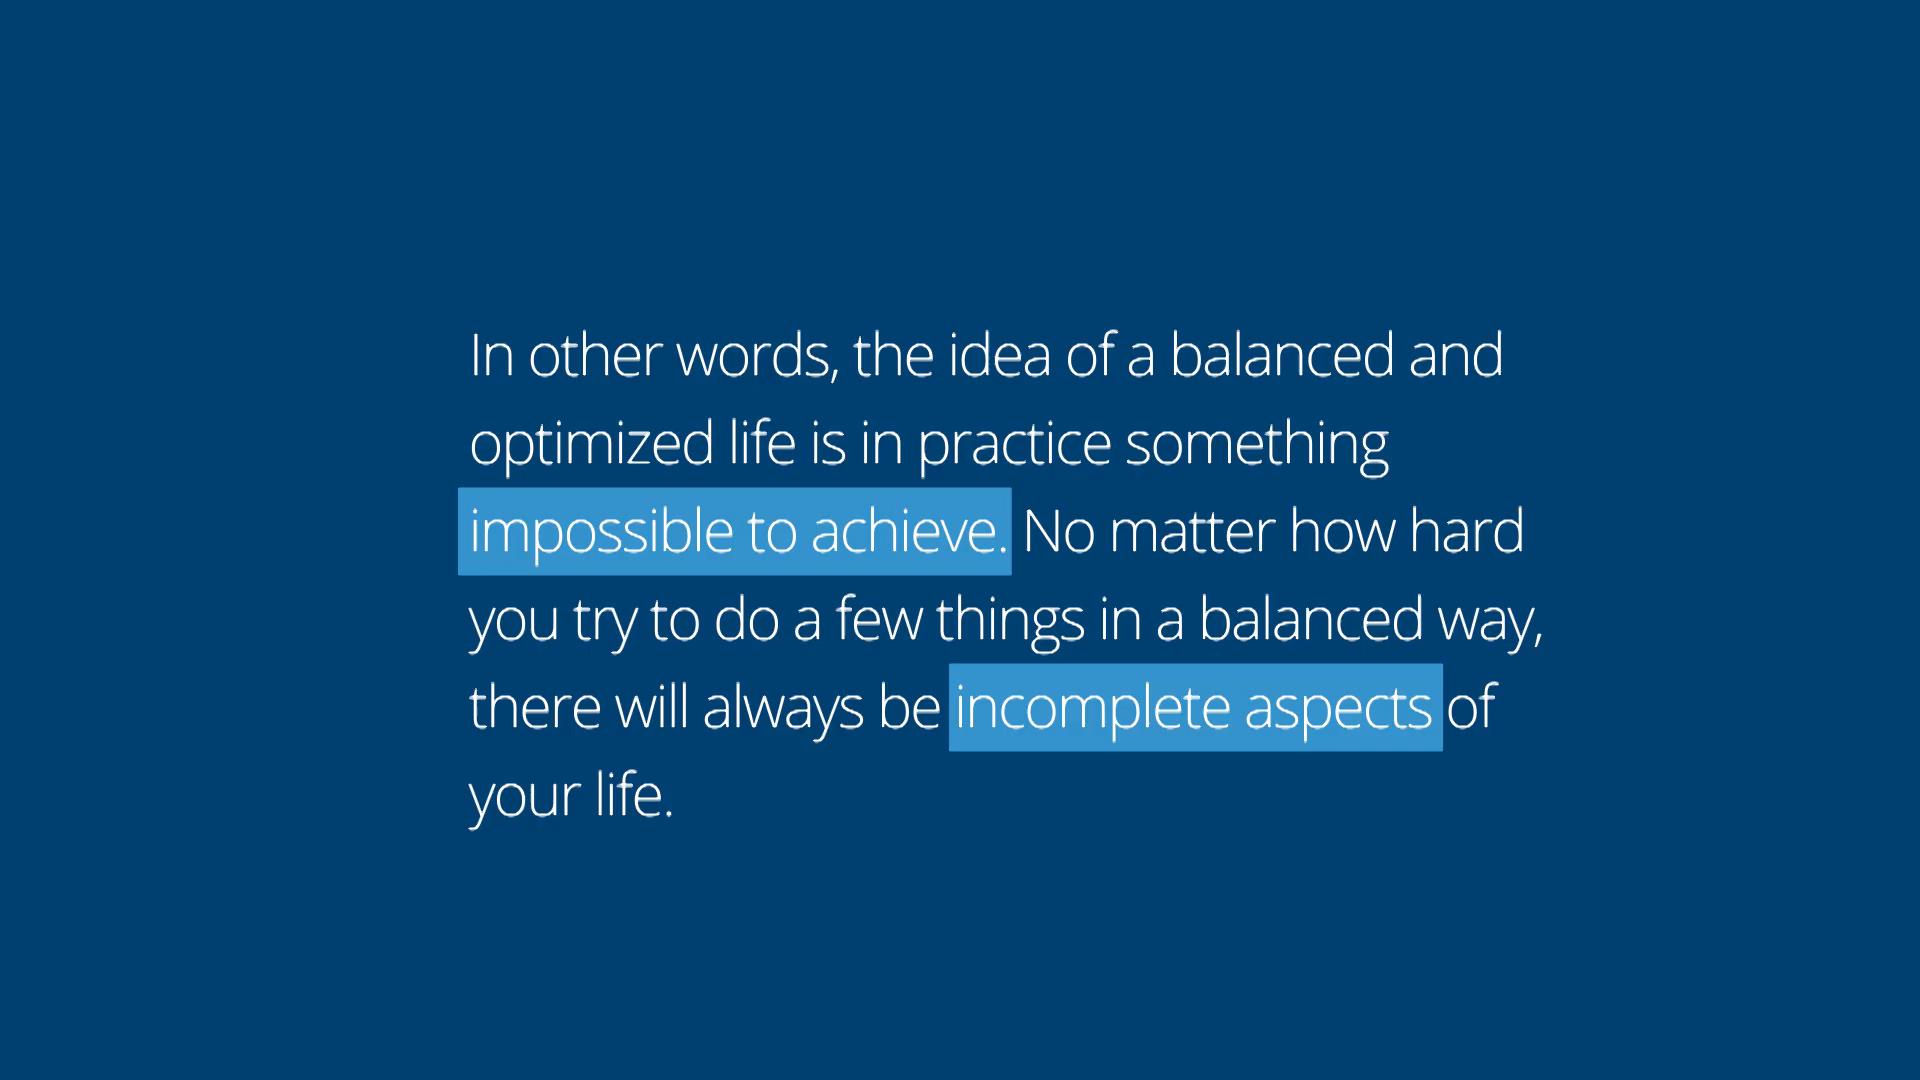 In other words, the idea of a balanced and
optimized life is in practice something
impossible to achieve. No matter how hard
you try to do a few things in a balanced way,
there will always be incomplete aspects of
your life.